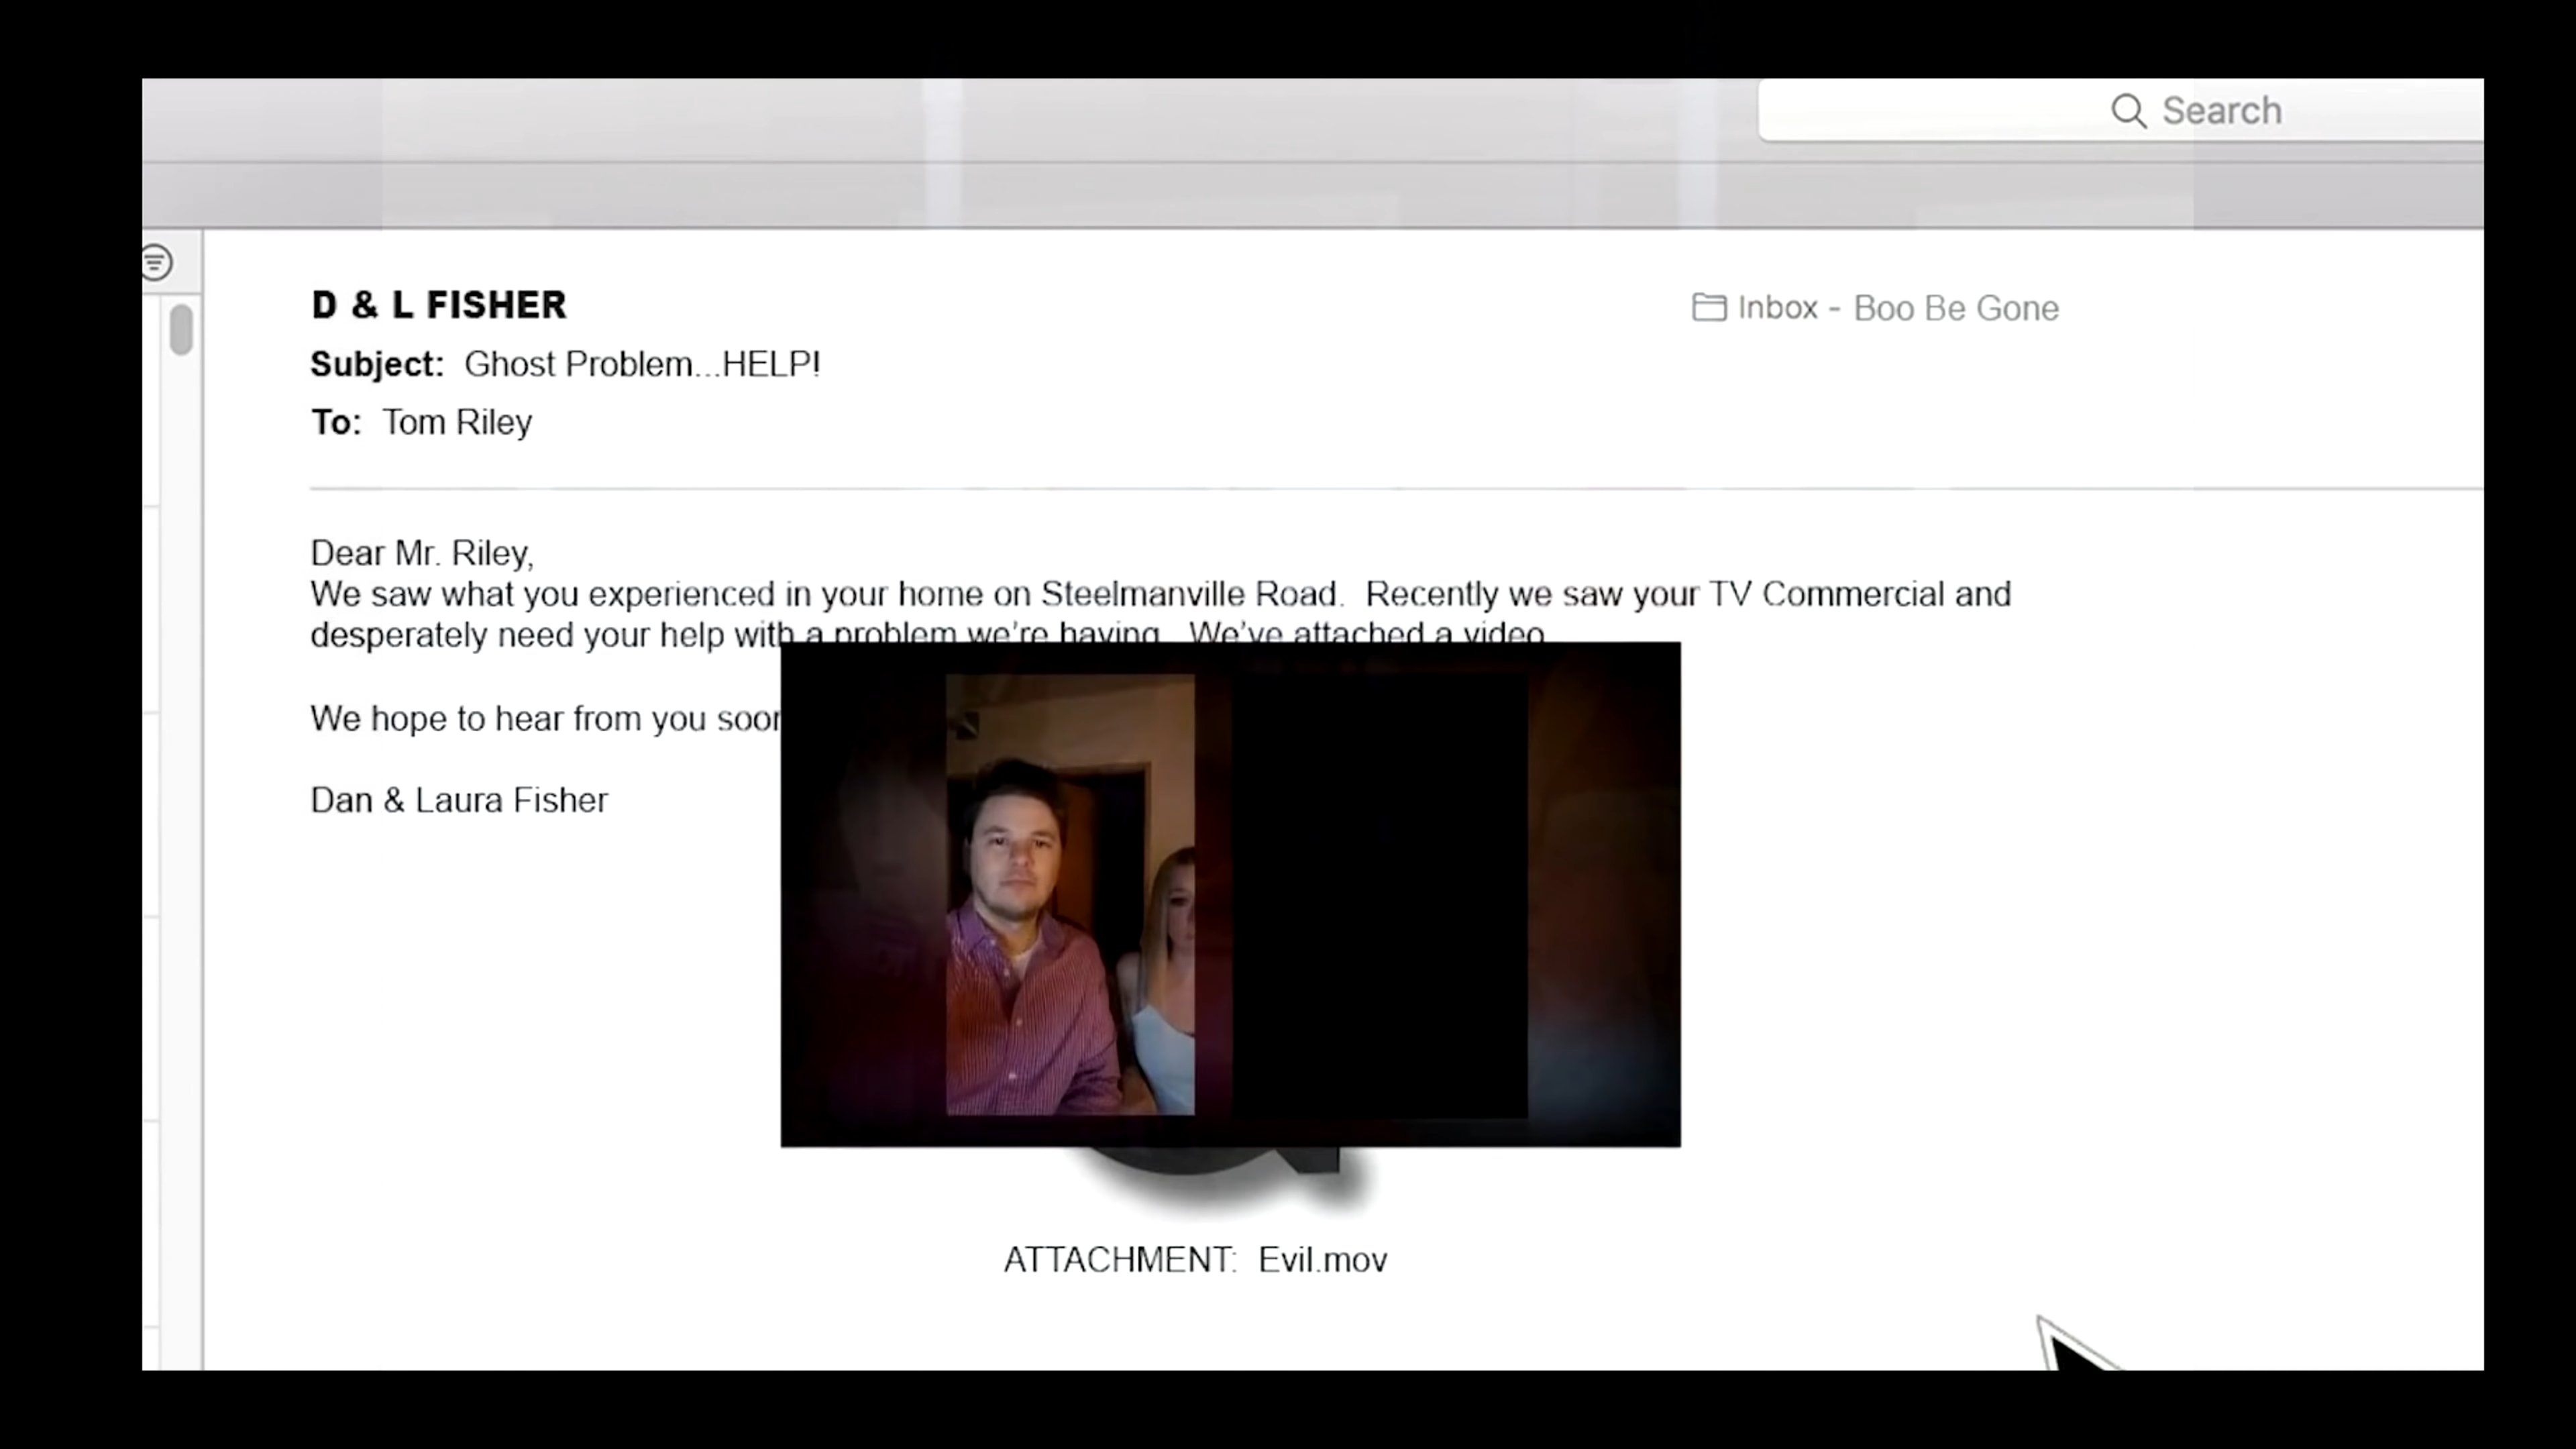 Search
D & L FISHER
Inbox - Boo Be Gone
Subject: Ghost Problem...HELP!
To: Tom Riley
Dear Mr. Riley,
We saw what you experienced in your home on Steelmanville Road. Recently we saw your TV Commercial and
desperately need your help with a problem we're having. We've attached a video.
We hope to hear from you soon
Dan & Laura Fisher
ATTACHMENT: Evil.mov